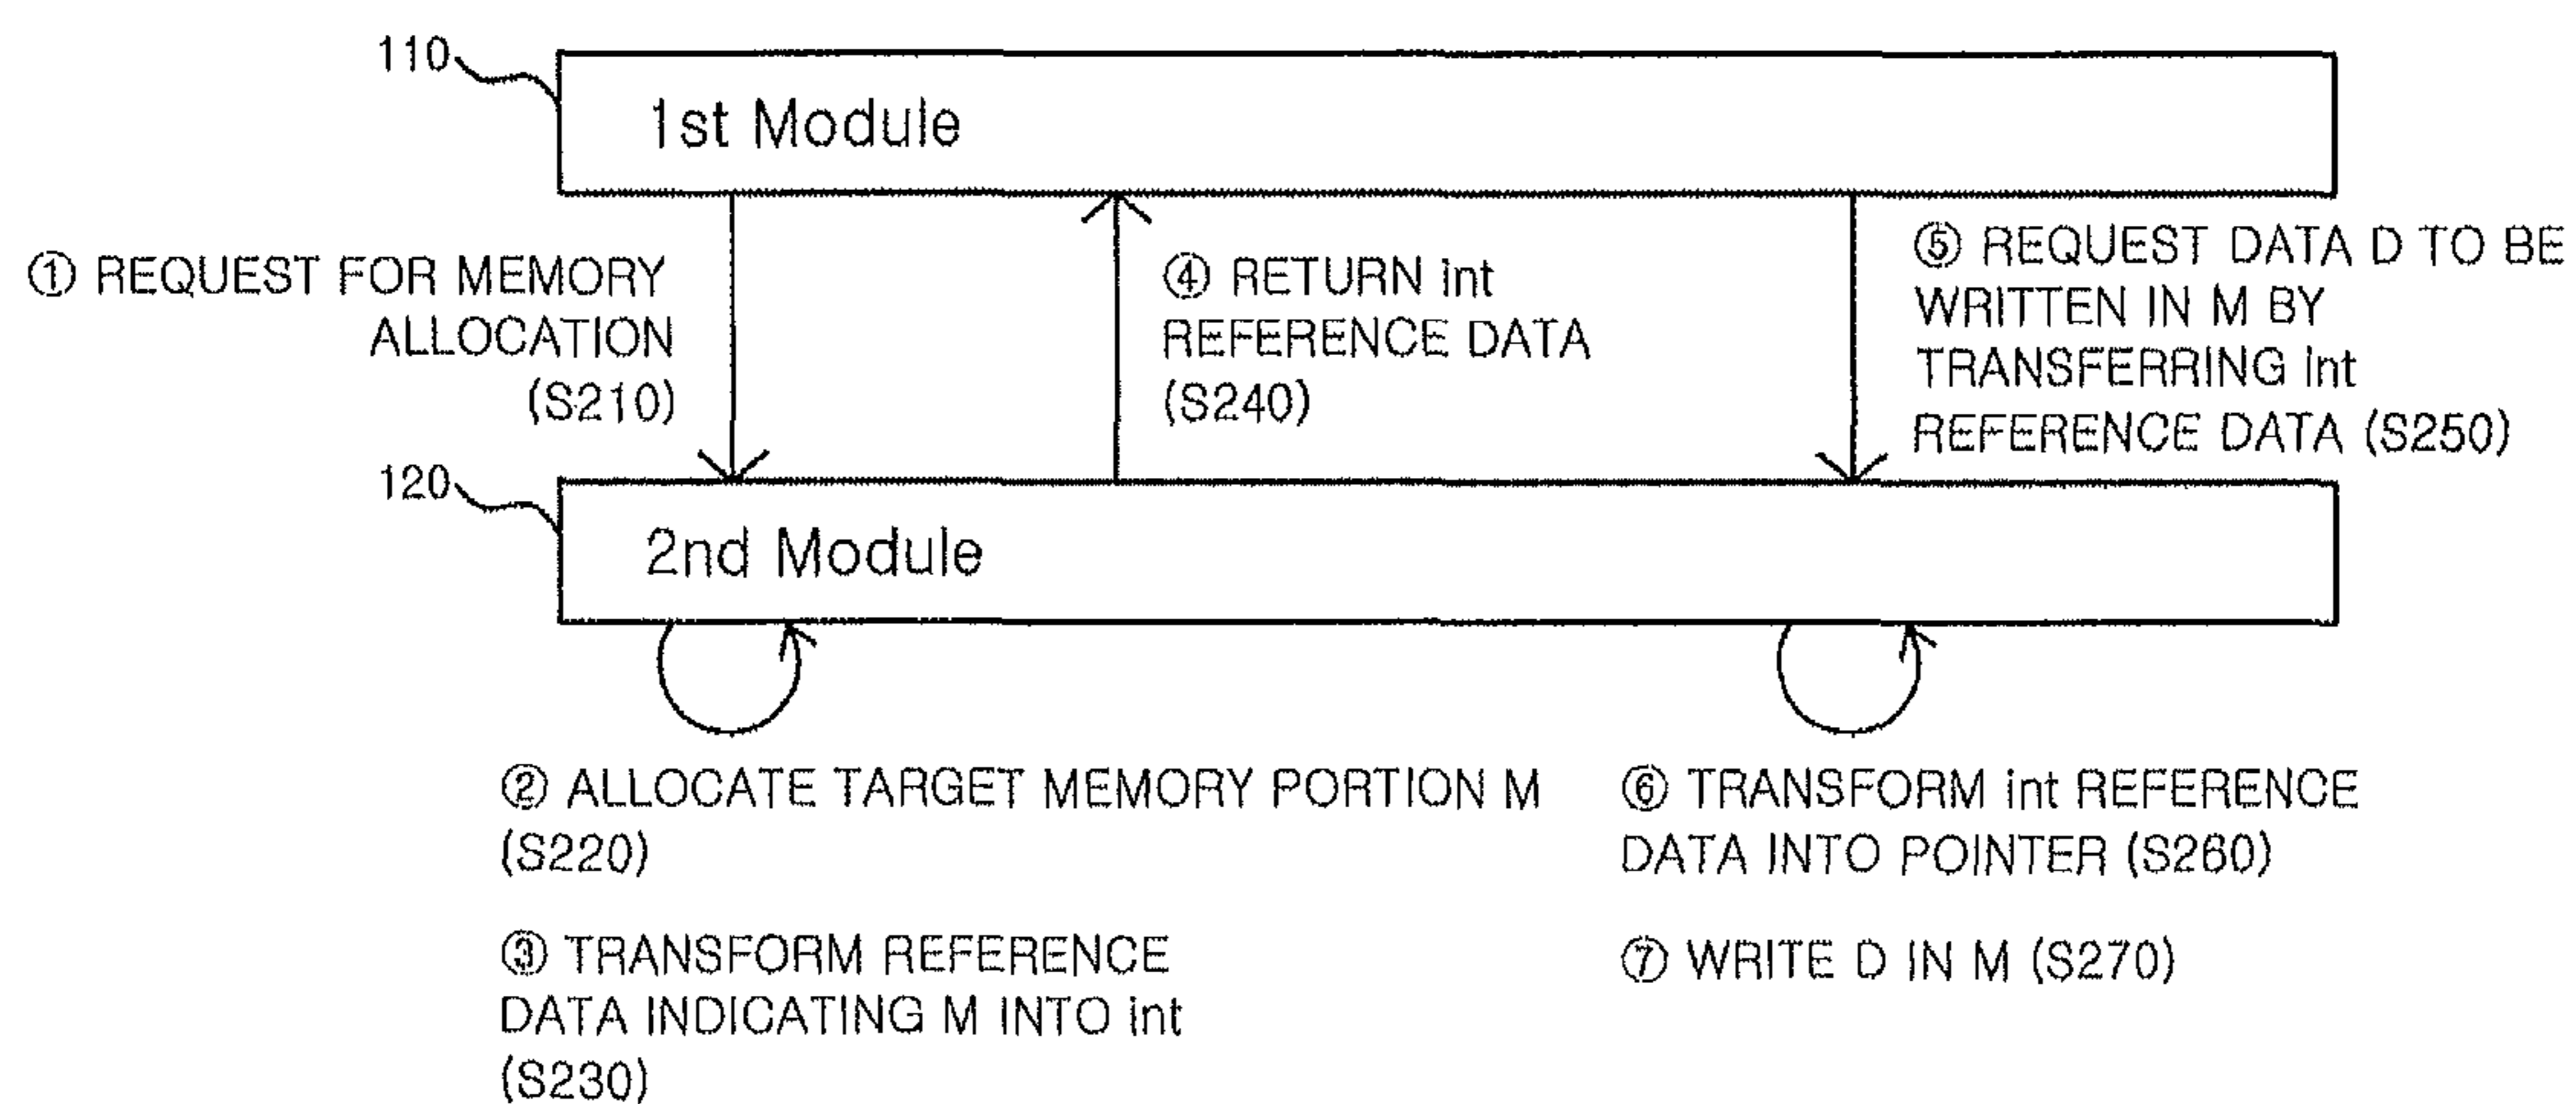 110
1st Module
① REQUEST FOR MEMORY
ALLOCATION
(S210)
④ RETURN int
REFERENCE DATA
(S240)
⑤ REQUEST DATA D TO BE
WRITTEN IN M BY
TRANSFERRING int
REFERENCE DATA (S250)
120
2nd Module
② ALLOCATE TARGET MEMORY PORTION M
(S220)
③ TRANSFORM REFERENCE
DATA INDICATING M INTO int
(S230)
⑥ TRANSFORM int REFERENCE
DATA INTO POINTER (S260)
⑦ WRITE D IN M (S270)